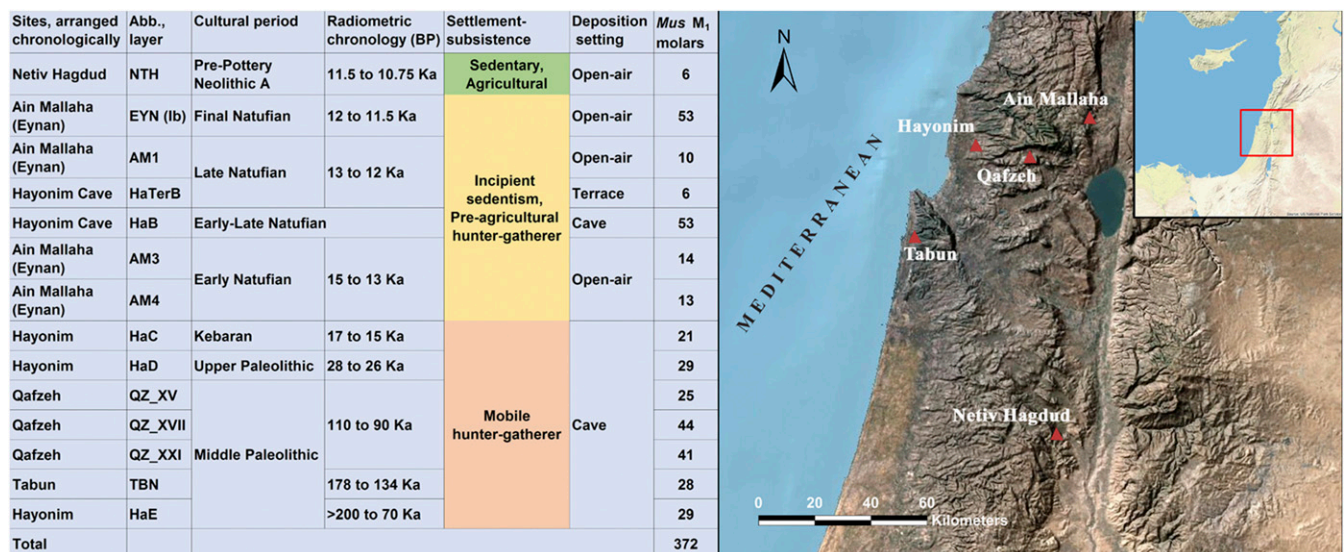 Sites, arranged chronologically | Abb., layer | Cultural period | Radiometric chronology (BP) | Settlement-subsistence | Deposition setting | Mus M1 molars
Netiv Hagdud | NTH | Pre-Pottery Neolithic A | 11.5 to 10.75 Ka | Sedentary, Agricultural | Open-air | 6
Ain Mallaha (Eynan) | EYN (Ib) | Final Natufian | 12 to 11.5 Ka | Incipient sedentism, Pre-agricultural hunter-gatherer | Open-air | 53
Ain Mallaha (Eynan) | AM1 | Late Natufian | 13 to 12 Ka | Open-air | 10
Hayonim Cave | HaTerB | Terrace | 6
Hayonim Cave | HaB | Early-Late Natufian | Cave | 53
Ain Mallaha (Eynan) | AM3 | Early Natufian | 15 to 13 Ka | Open-air | 14
Ain Mallaha (Eynan) | AM4 | 13
Hayonim | HaC | Kebaran | 17 to 15 Ka | Mobile hunter-gatherer | Cave | 21
Hayonim | HaD | Upper Paleolithic | 28 to 26 Ka | 29
Qafzeh | QZ_XV | Middle Paleolithic | 110 to 90 Ka | 25
Qafzeh | QZ_XVII | 44
Qafzeh | QZ_XXI | 41
Tabun | TBN | 178 to 134 Ka | 28
Hayonim | HaE | >200 to 70 Ka | 29
Total | 372
N
MEDITERRANEAN
Ain Mallaha
Hayonim
Qafzeh
Tabun
Netiv Hagdud
0 20 40 60
Kilometers